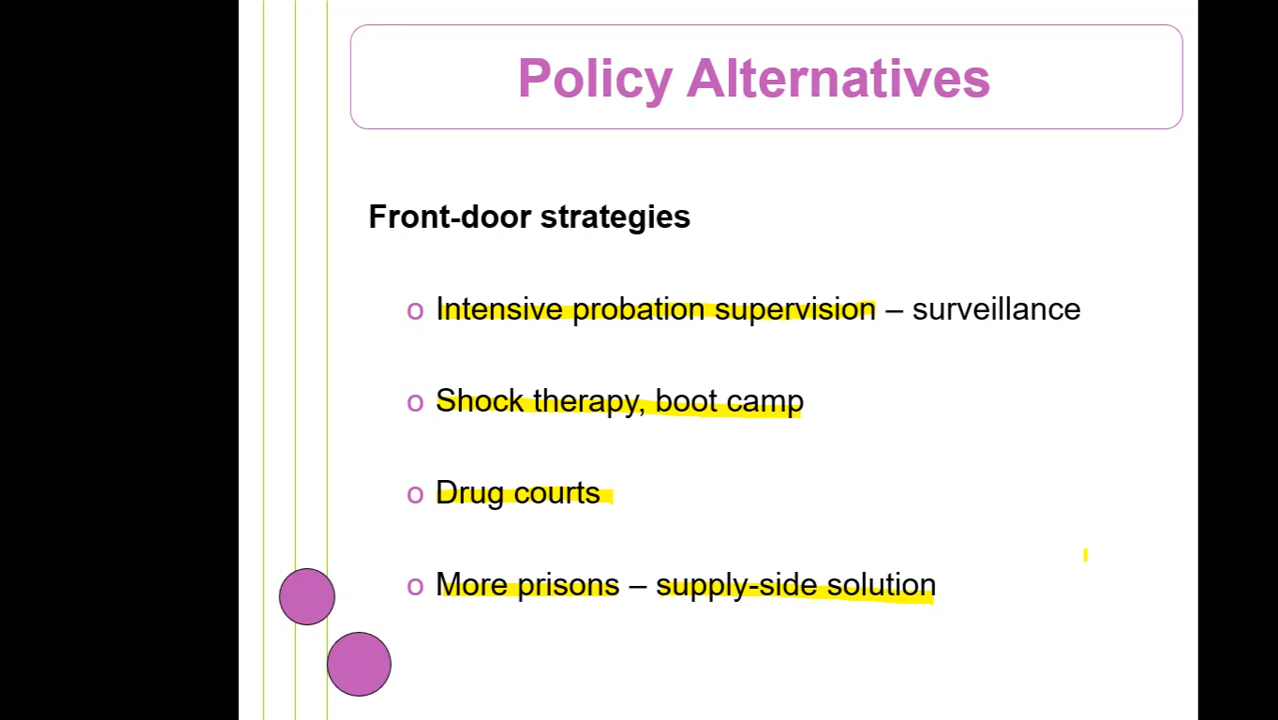 Policy Alternatives
Front-door strategies
o Intensive probation supervision – surveillance
o Shock therapy, boot camp
o Drug courts
o More prisons – supply-side solution